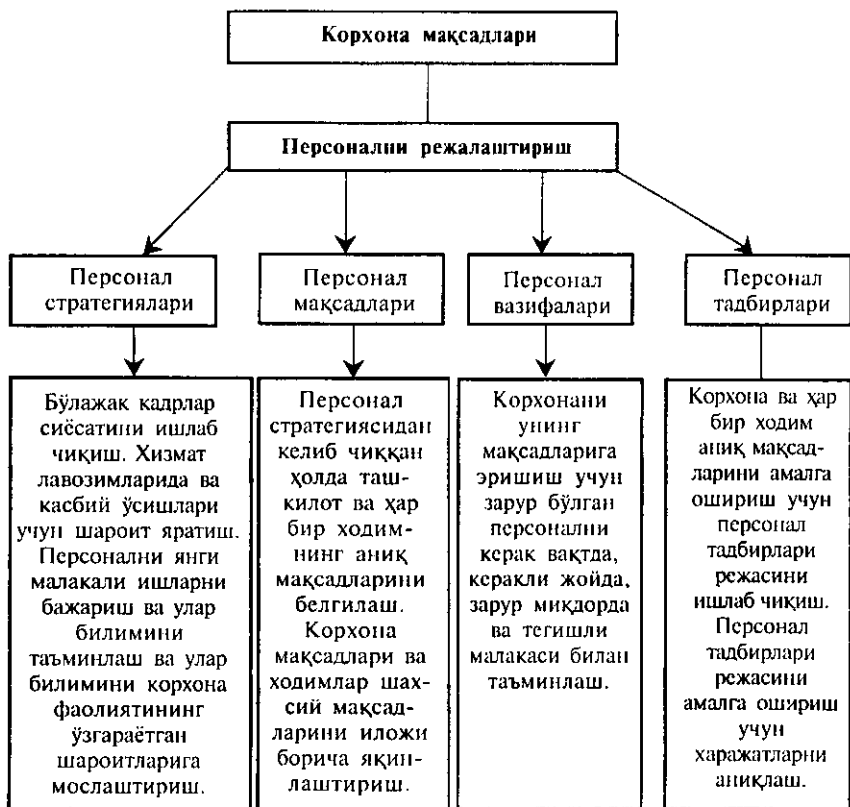 Корхона мақсадлари
Персонални режалаштириш
Персонал
стратегиялари
Персонал
мақсадлари
Персонал
вазифалари
Персонал
тадбирлари
Бўлажак кадрлар
сиёсатини ишлаб
чиқиш. Хизмат
лавозимларида ва
касбий ўсишлари
учун шароит яратиш.
Персонални янги
малакали ишларни
бажариш ва улар
билимини
таъминлаш ва улар
билимини корхона
фаолиятининг
ўзгараётган
шароитларига
мослаштириш.
Персонал
стратегиясидан
келиб чиққан
ҳолда таш-
килот ва ҳар
бир ходим-
нинг аниқ
мақсадларини
белгилаш.
Корхона
мақсадлари ва
ходимлар шах-
сий мақсад-
ларини иложи
борича яқин-
лаштириш.
Корхонани
унинг
мақсадларига
эришиш учун
зарур бўлган
персонални
керак вақтда,
керакли жойда,
зарур миқдорда
ва тегишли
малакаси билан
таъминлаш.
Корхона ва ҳар
бир ходим
аниқ мақсад-
ларини амалга
ошириш учун
персонал
тадбирлари
режасини
ишлаб чиқиш.
Персонал
тадбирлари
режасини
амалга ошириш
учун
харажатларни
аниқлаш.